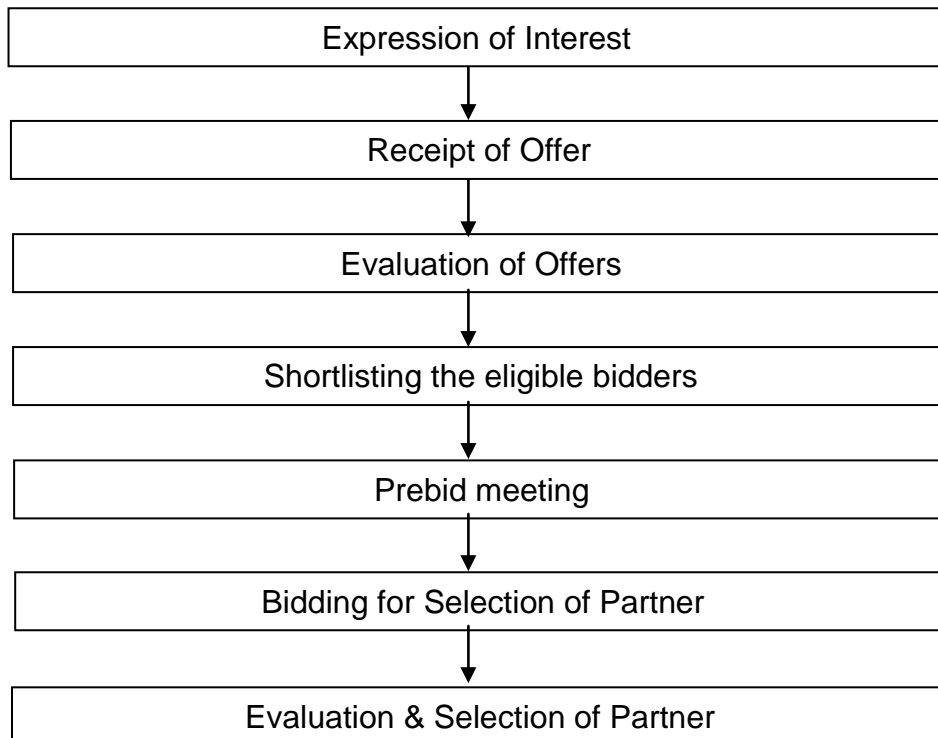 Expression of Interest
Receipt of Offer
Evaluation of Offers
Shortlisting the eligible bidders
Prebid meeting
Bidding for Selection of Partner
Evaluation & Selection of Partner